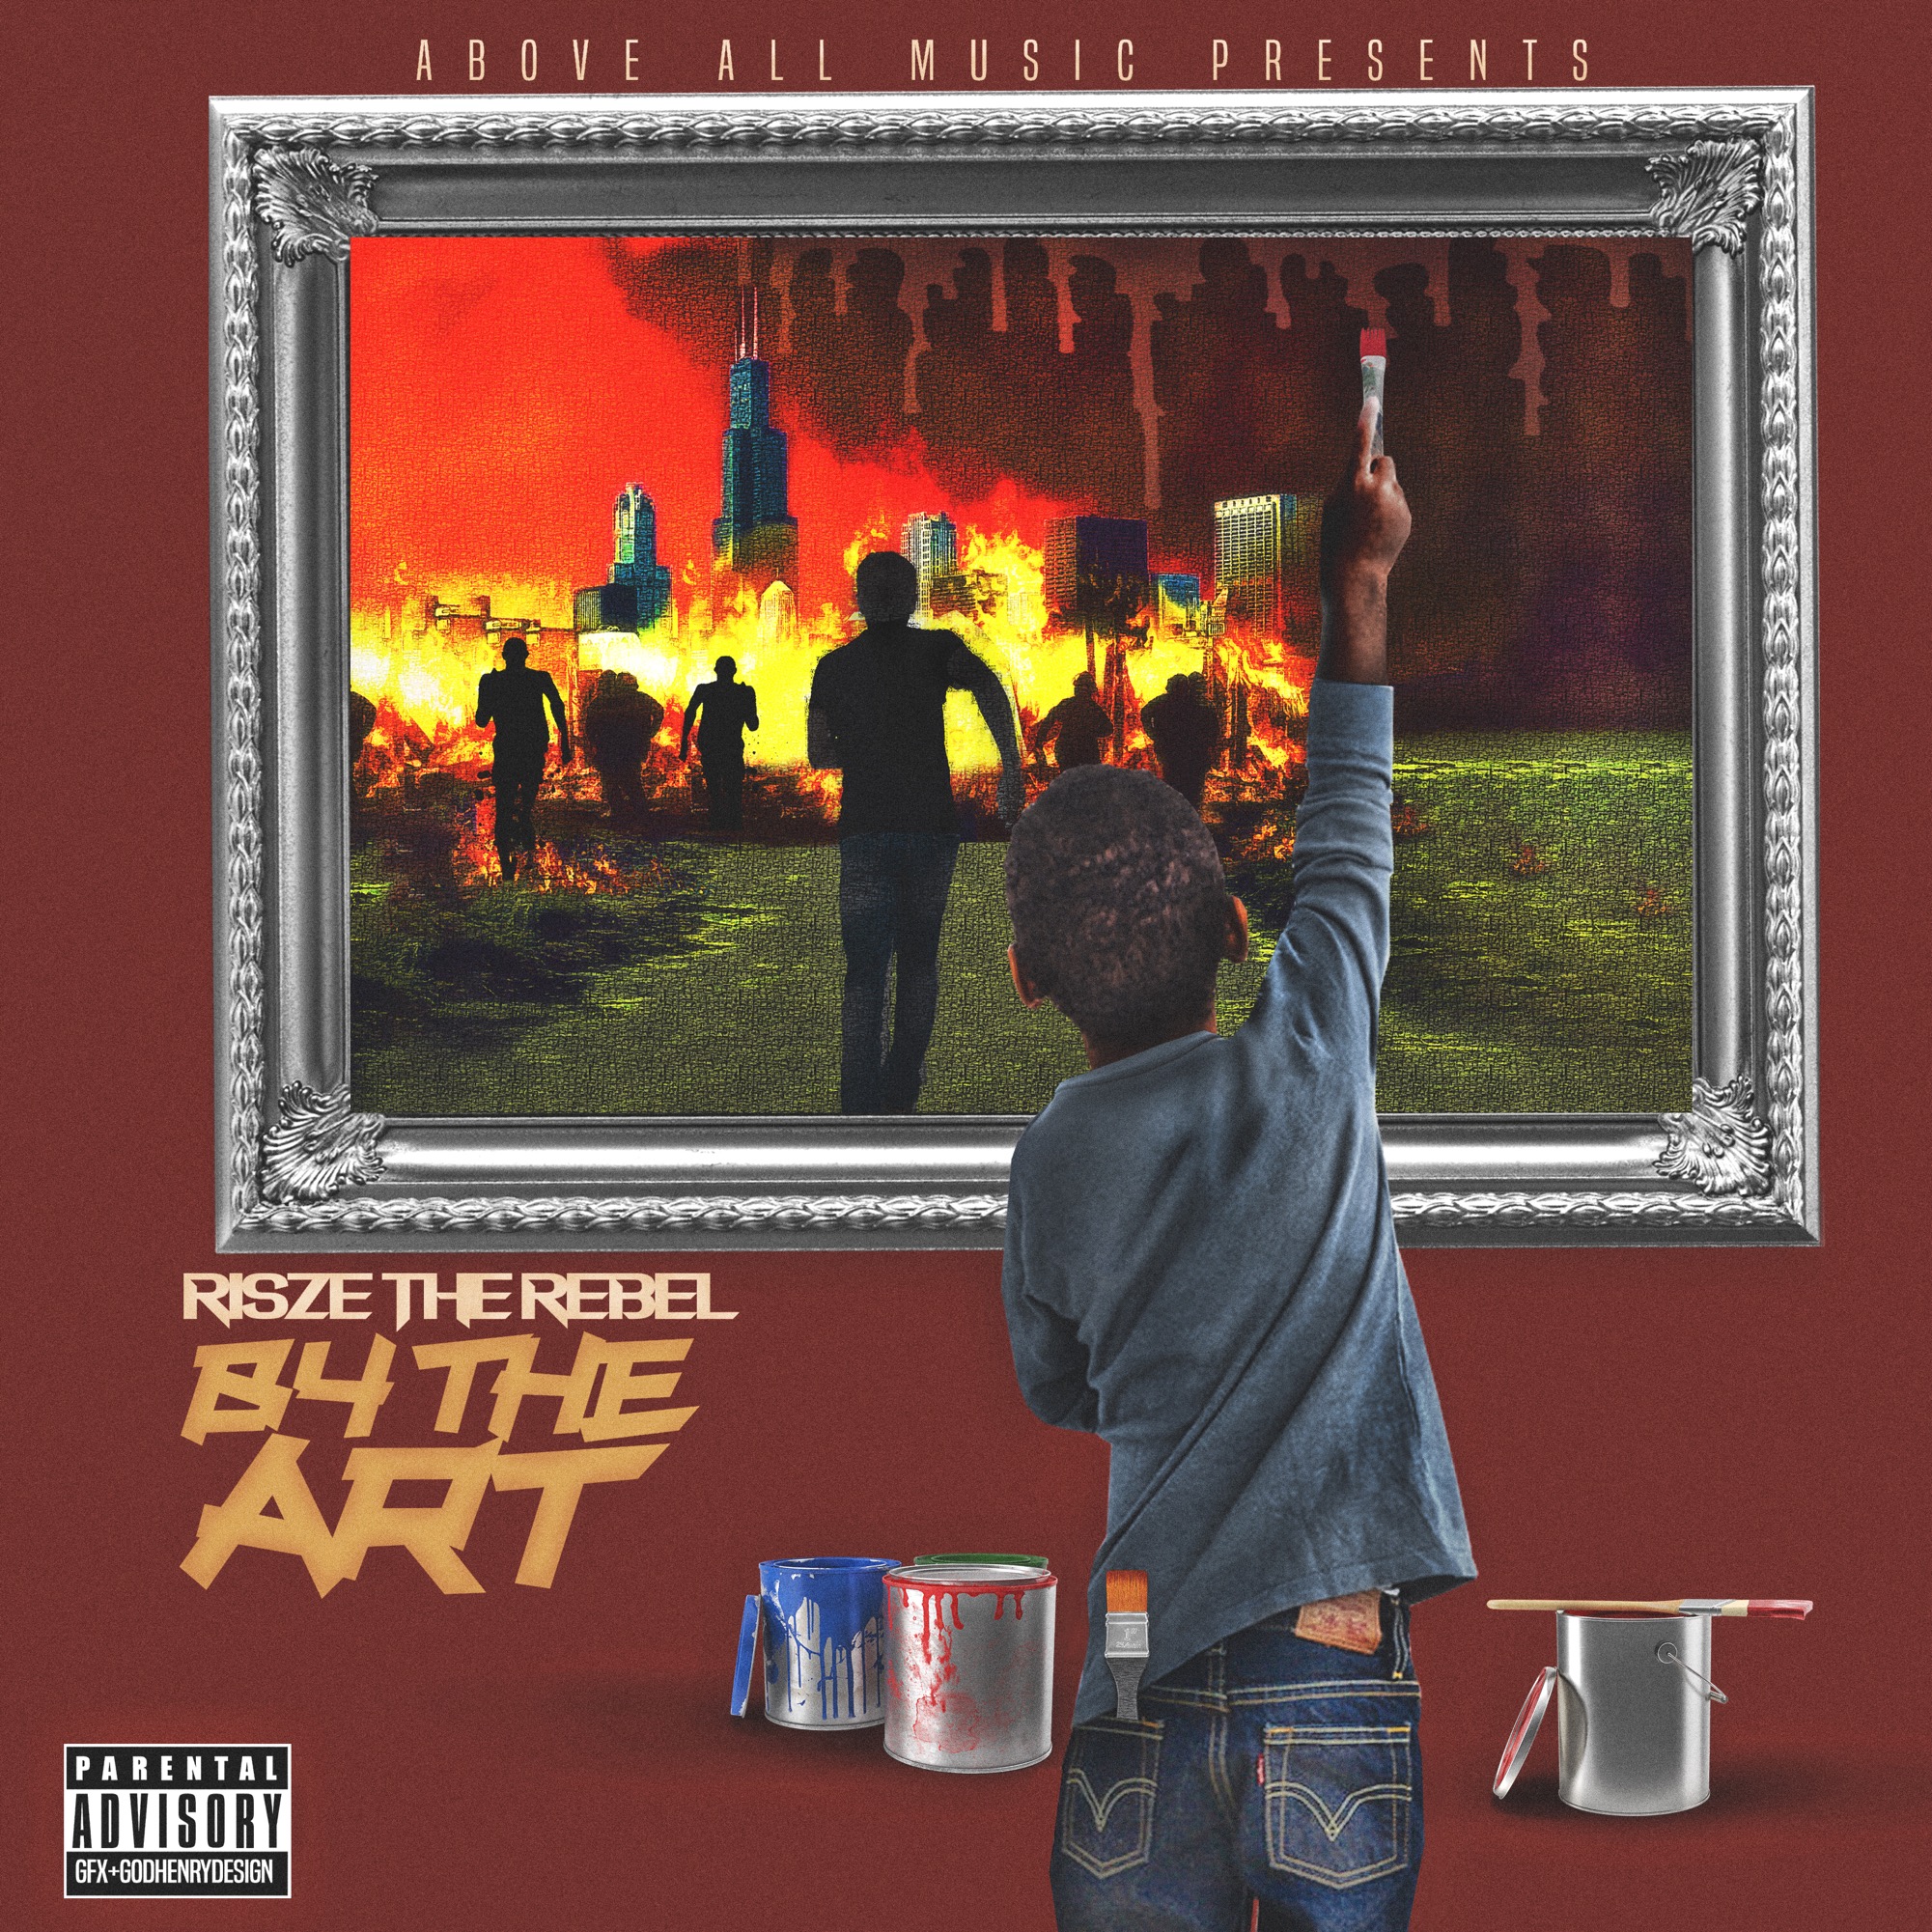 ABOVE ALL MUSIC PRESENTS
RISZE THE REBEL
B4 THE
ART
PARENTAL
ADVISORY
GFX+GODHENRYDESIGN